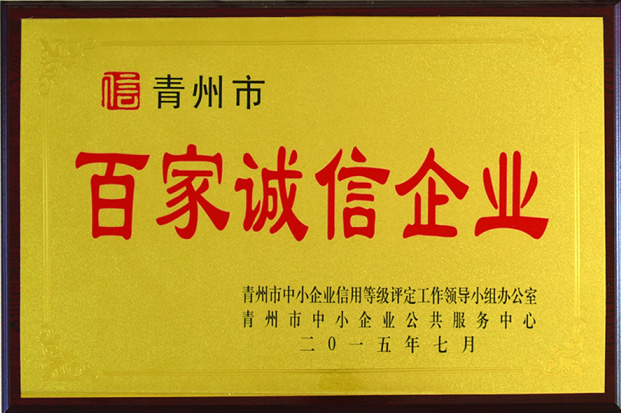 信 青州市
百家诚信企业
青州市中小企业信用等级评定工作领导小组办公室
青州市中小企业公共服务中心
二〇一五年七月